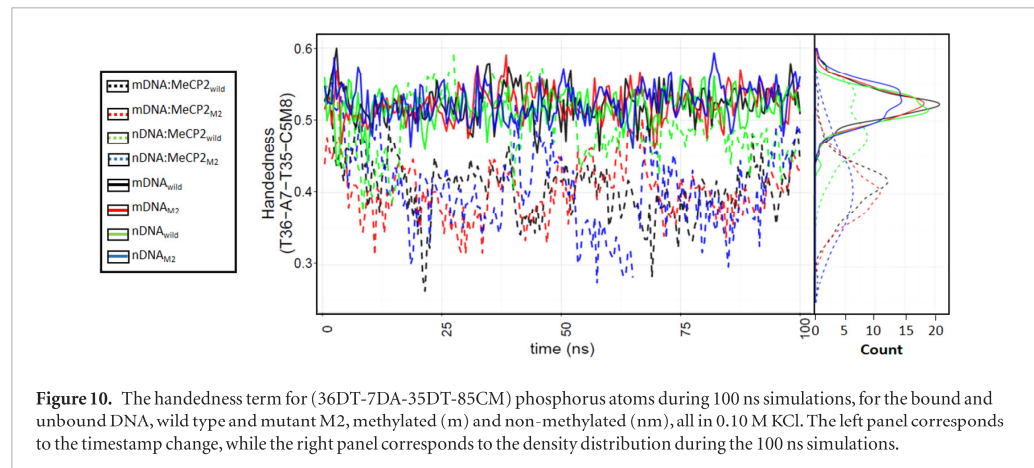 mDNA:MeCP2wild
mDNA:MeCP2M2
nDNA:MeCP2wild
nDNA:MeCP2M2
mDNAwild
mDNAM2
nDNAwild
nDNAM2
Handedness
(T36−A7−T35−C5M8)
0.6
0.5
0.4
0.3
0 25 50 75 100
time (ns)
0 5 10 15 20
Count
Figure 10. The handedness term for (36DT-7DA-35DT-85CM) phosphorus atoms during 100 ns simulations, for the bound and
unbound DNA, wild type and mutant M2, methylated (m) and non-methylated (nm), all in 0.10 M KCl. The left panel corresponds
to the timestamp change, while the right panel corresponds to the density distribution during the 100 ns simulations.